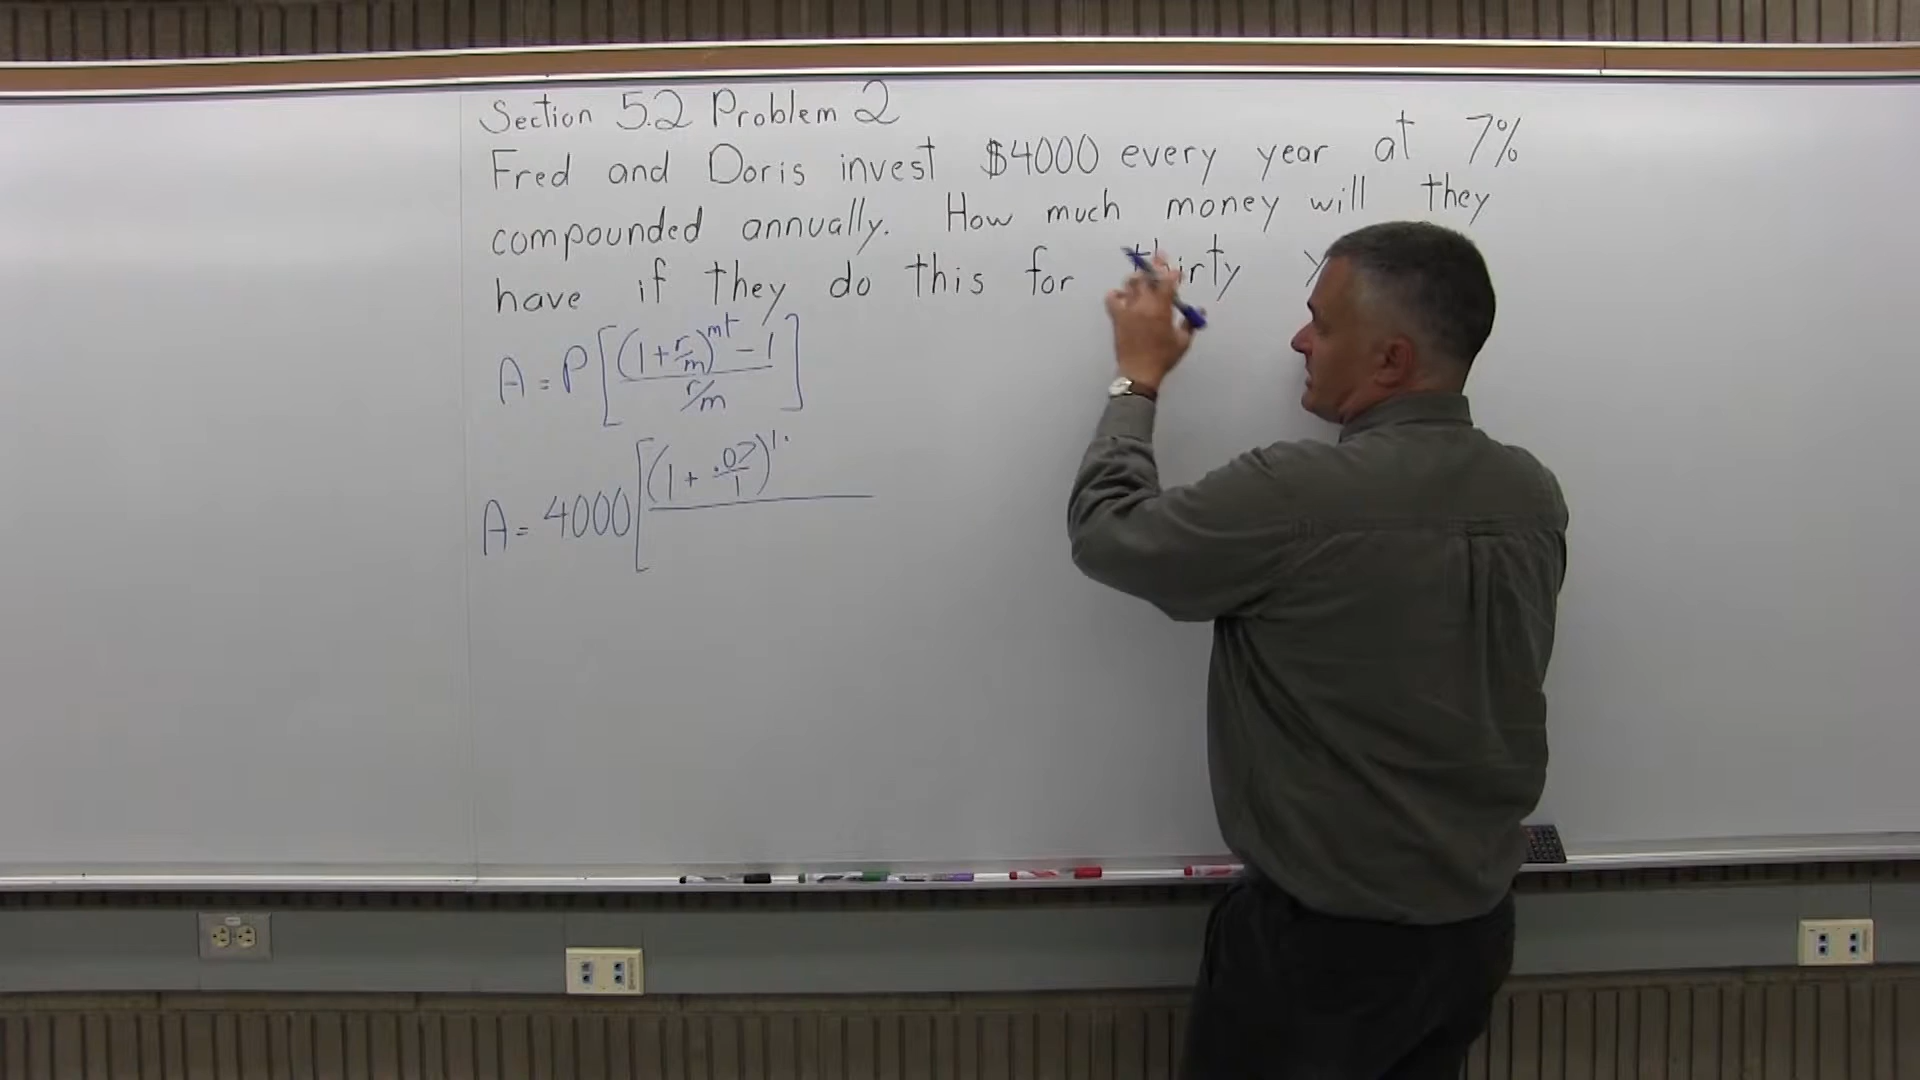 Section 5.2 Problem 2
Fred and Doris invest $4000 every year at 7%
compounded annually. How much money will they
have if they do this for thirty y
A = P[((1 + r/m)^mt - 1)/(r/m)]
A = 4000[(1 + .07/1)^1·